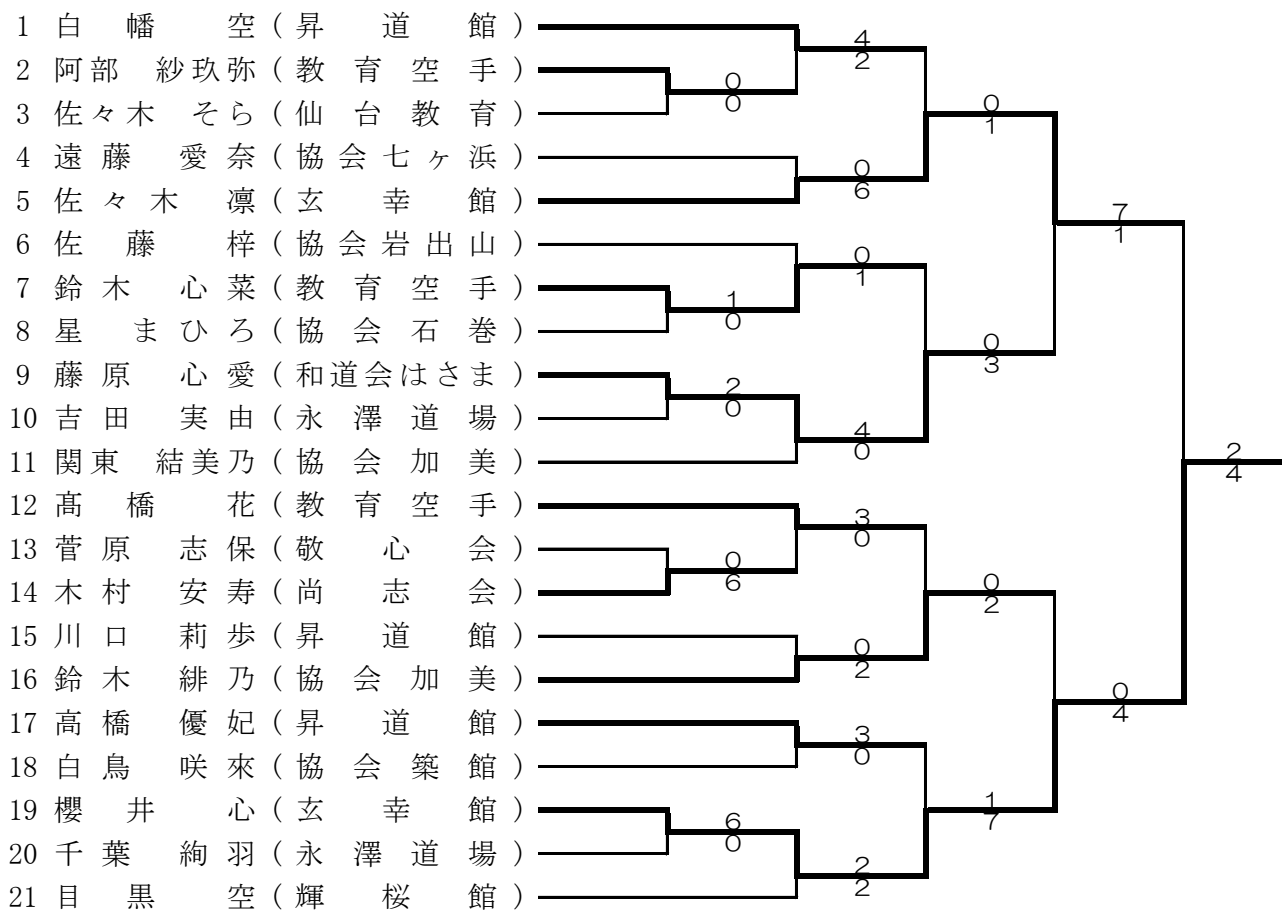 1 白幡 空(昇道館)
4
2
2 阿部 紗玖弥(教育空手)
0
0
3 佐々木 そら(仙台教育)
0
1
4 遠藤 愛奈(協会七ヶ浜)
0
6
5 佐々木 凛(玄幸館)
7
1
6 佐藤 梓(協会岩出山)
0
1
7 鈴木 心菜(教育空手)
1
0
8 星 まひろ(協会石巻)
0
3
9 藤原 心愛(和道会はさま)
2
0
10 吉田 実由(永澤道場)
4
0
11 関東 結美乃(協会加美)
2
4
12 髙橋 花(教育空手)
3
0
13 菅原 志保(敬心会)
0
6
14 木村 安寿(尚志会)
0
2
15 川口 莉歩(昇道館)
0
2
16 鈴木 緋乃(協会加美)
0
4
17 高橋 優妃(昇道館)
3
0
18 白鳥 咲來(協会築館)
1
7
19 櫻井 心(玄幸館)
6
0
20 千葉 絢羽(永澤道場)
2
2
21 目黒 空(輝桜館)